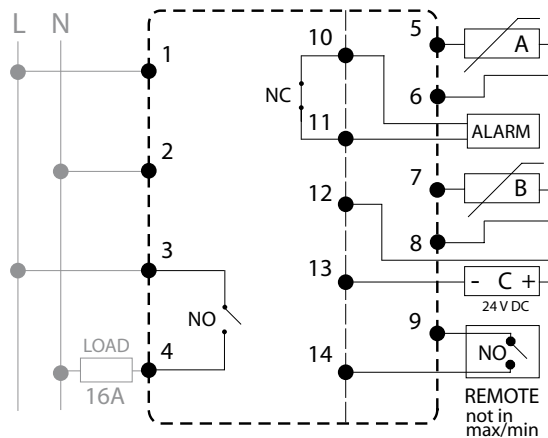 L N
1
2
3
4
LOAD
16A
NO
NC
10
11
12
13
14
5
6
7
8
9
A
ALARM
B
- C +
24 V DC
NO
REMOTE
not in
max/min